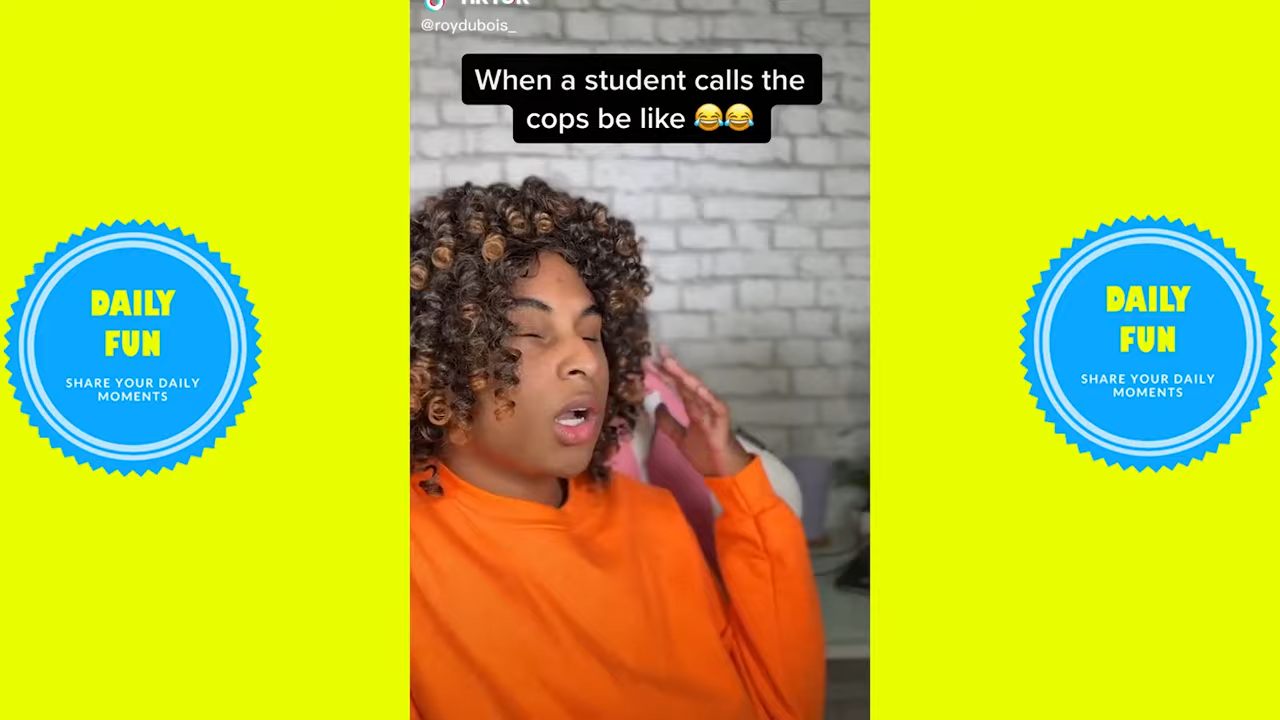 TikTok
@roydubois_
When a student calls the
cops be like 😂😂
DAILY
FUN
SHARE YOUR DAILY
MOMENTS
DAILY
FUN
SHARE YOUR DAILY
MOMENTS